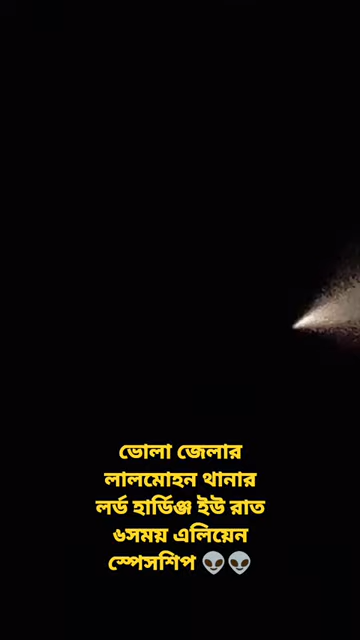 ভোলা জেলার
লালমোহন থানার
লর্ড হার্ডিঞ্জ ইউ রাত
৬সময় এলিয়েন
স্পেসশিপ 👽👽